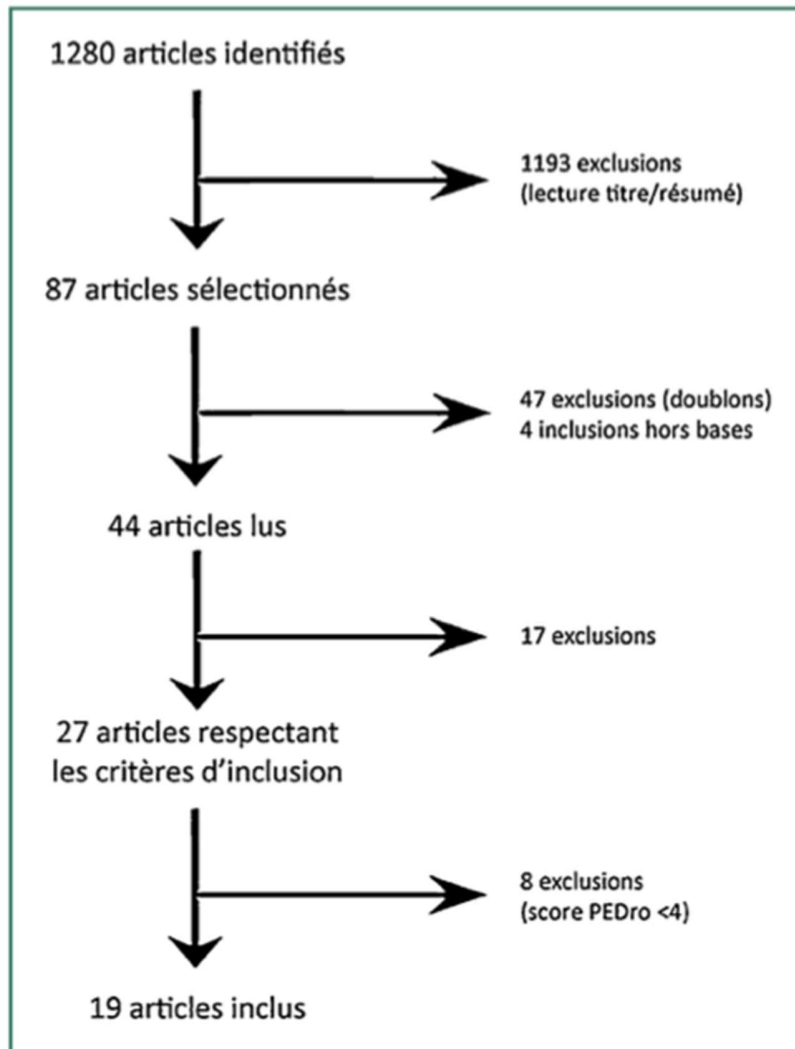 1280 articles identifiés
1193 exclusions
(lecture titre/résumé)
87 articles sélectionnés
47 exclusions (doublons)
4 inclusions hors bases
44 articles lus
17 exclusions
27 articles respectant
les critères d'inclusion
8 exclusions
(score PEDro <4)
19 articles inclus